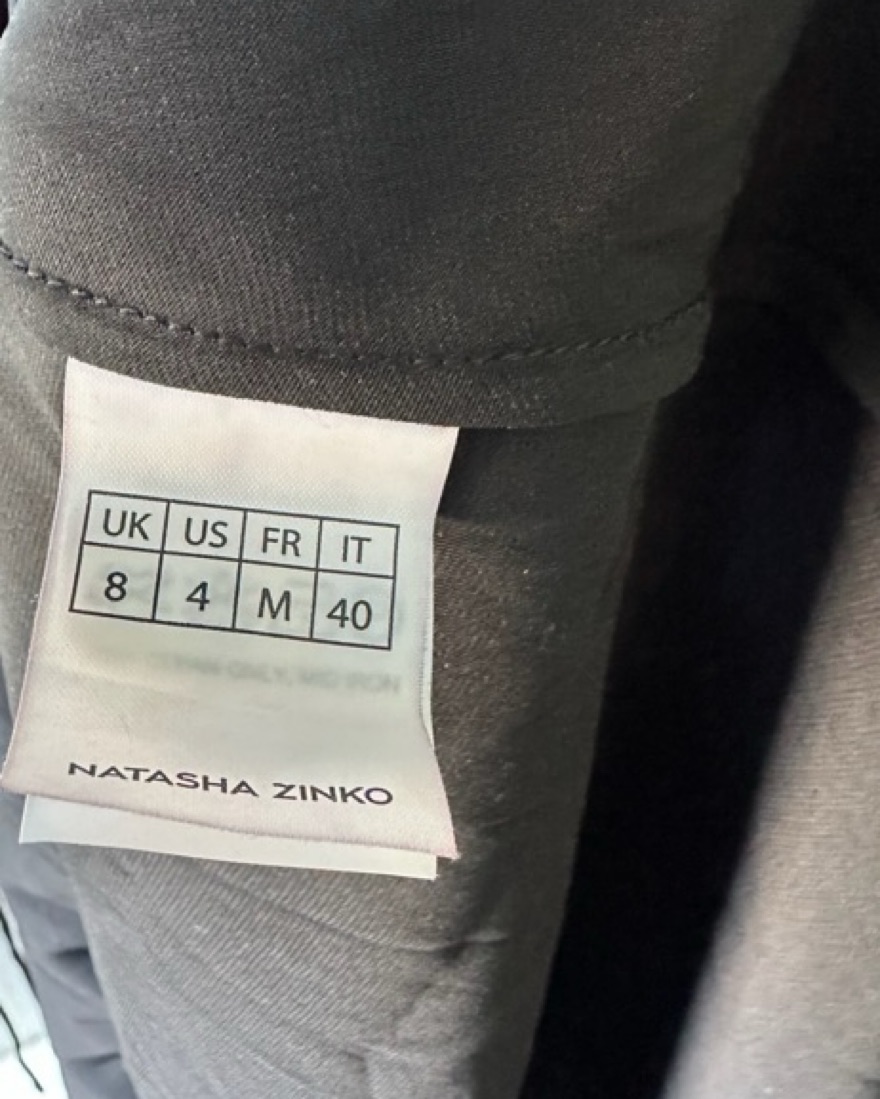 UK US FR IT
8 4 M 40
NATASHA ZINKO